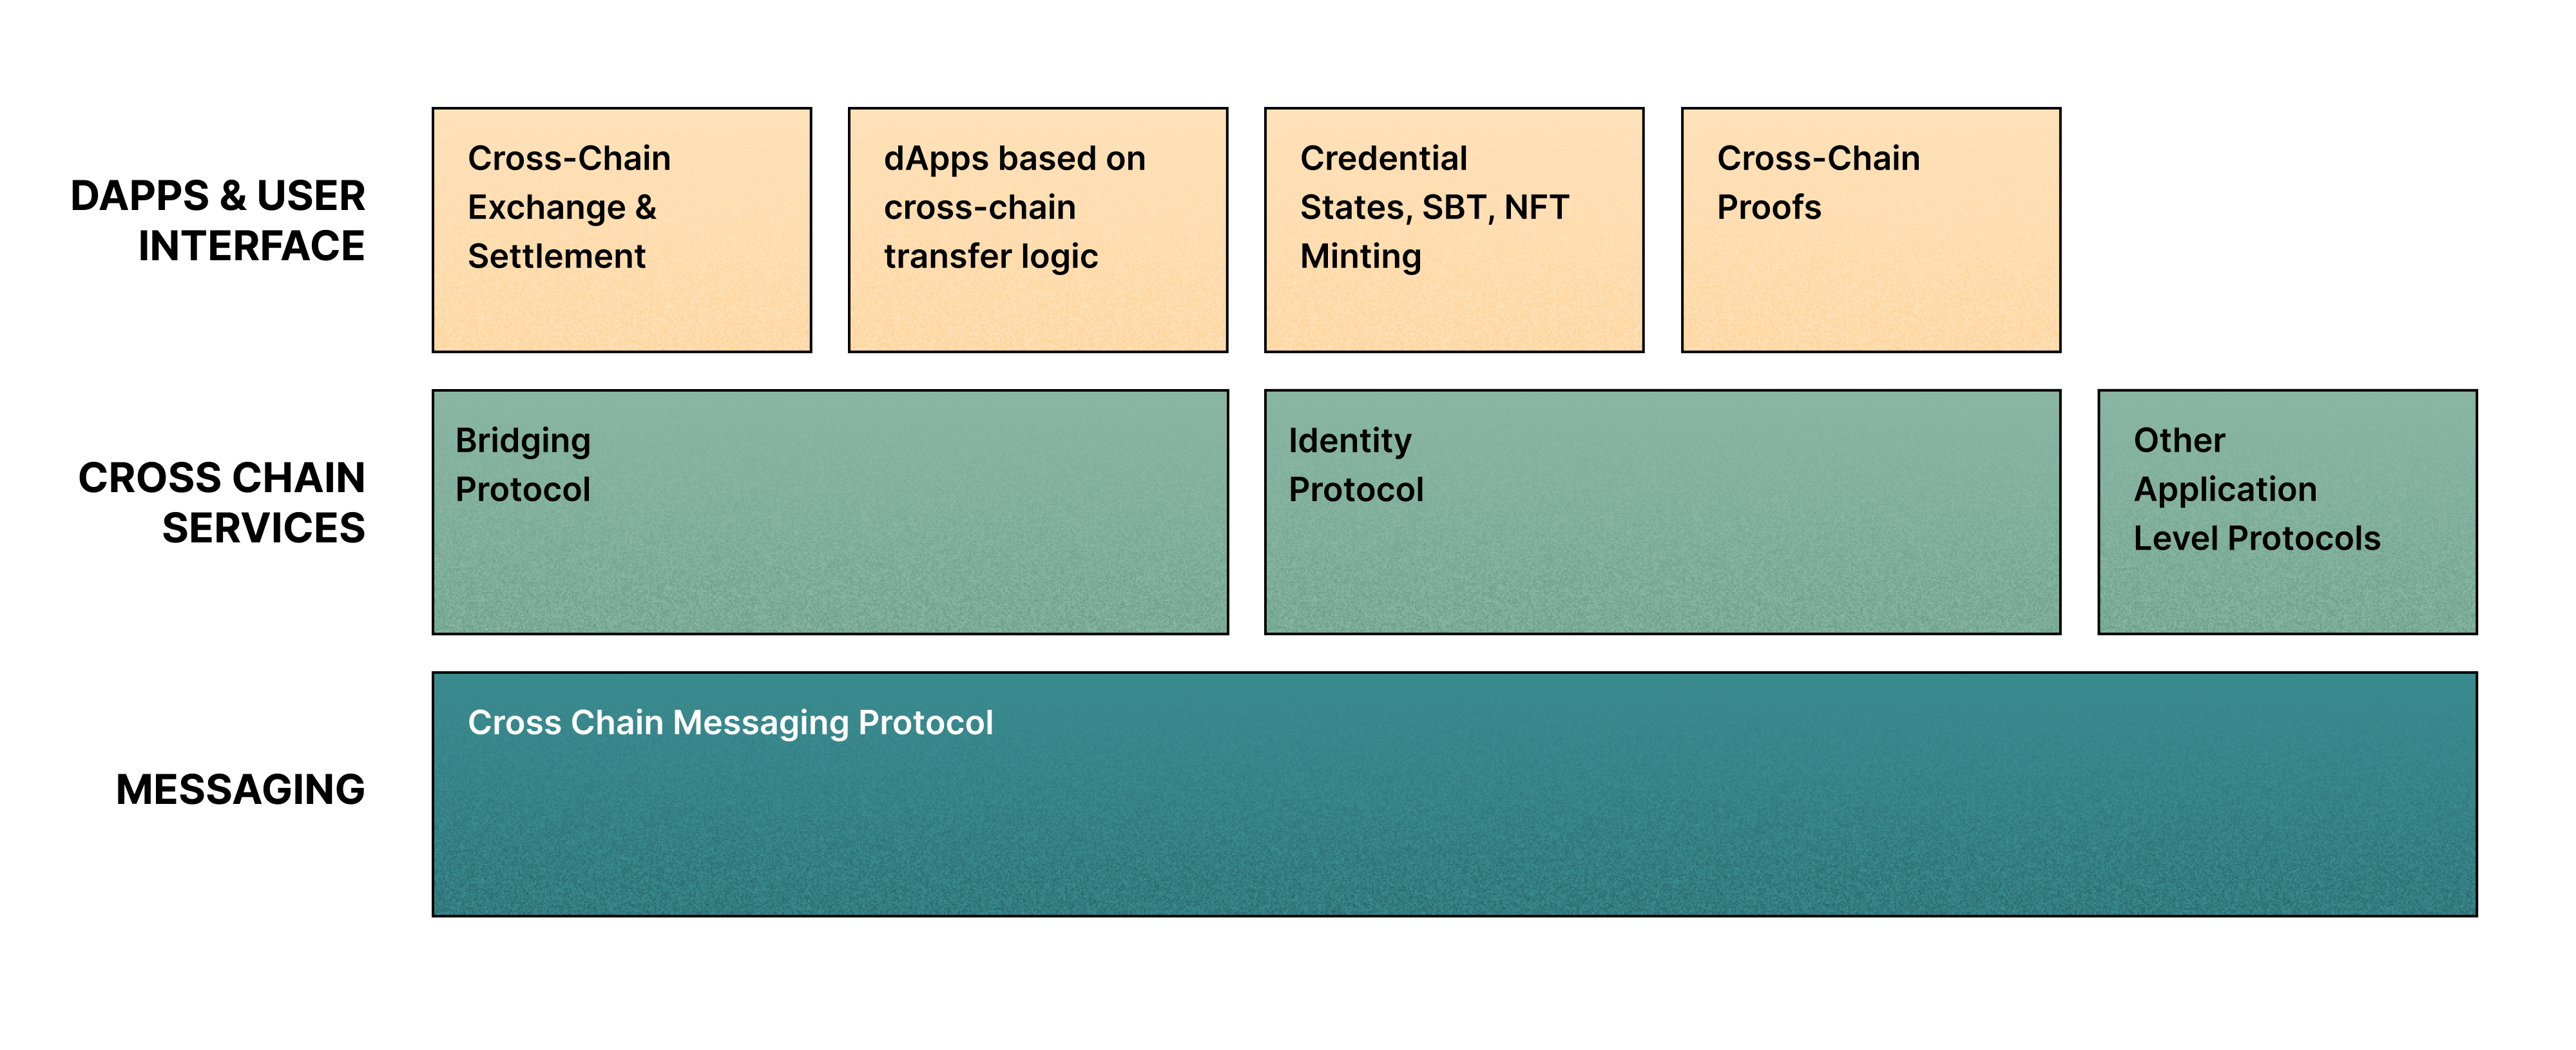 DAPPS & USER
INTERFACE
Cross-Chain
Exchange &
Settlement
dApps based on
cross-chain
transfer logic
Credential
States, SBT, NFT
Minting
Cross-Chain
Proofs
CROSS CHAIN
SERVICES
Bridging
Protocol
Identity
Protocol
Other
Application
Level Protocols
MESSAGING
Cross Chain Messaging Protocol